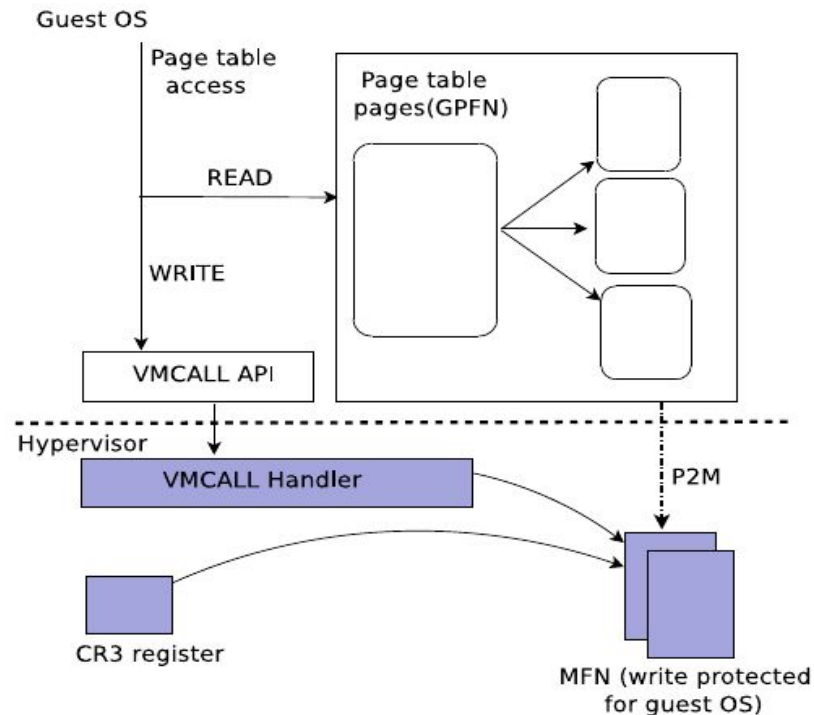 Guest OS
Page table
access
Page table
pages(GPFN)
READ
WRITE
VMCALL API
Hypervisor
VMCALL Handler
P2M
CR3 register
MFN (write protected
for guest OS)